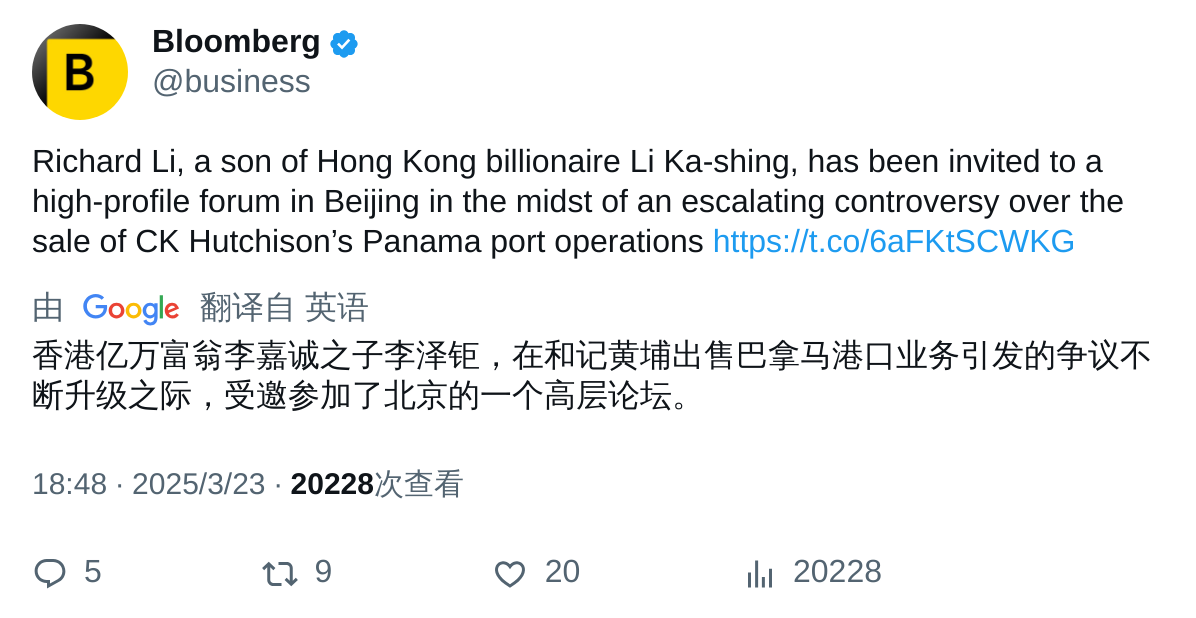 B
Bloomberg
@business
Richard Li, a son of Hong Kong billionaire Li Ka-shing, has been invited to a
high-profile forum in Beijing in the midst of an escalating controversy over the
sale of CK Hutchison’s Panama port operations https://t.co/6aFKtSCWKG
由 Google 翻译自 英语
香港亿万富翁李嘉诚之子李泽钜，在和记黄埔出售巴拿马港口业务引发的争议不
断升级之际，受邀参加了北京的一个高层论坛。
18:48 · 2025/3/23 · 20228次查看
5 9 20 20228